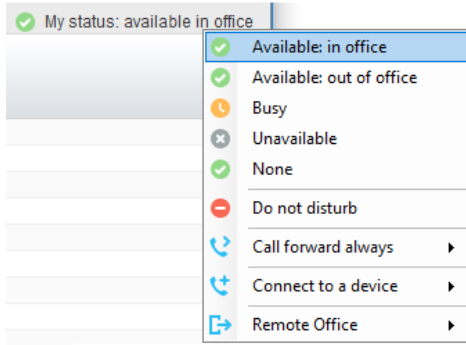 My status: available in office
Available: in office
Available: out of office
Busy
Unavailable
None
Do not disturb
Call forward always
Connect to a device
Remote Office